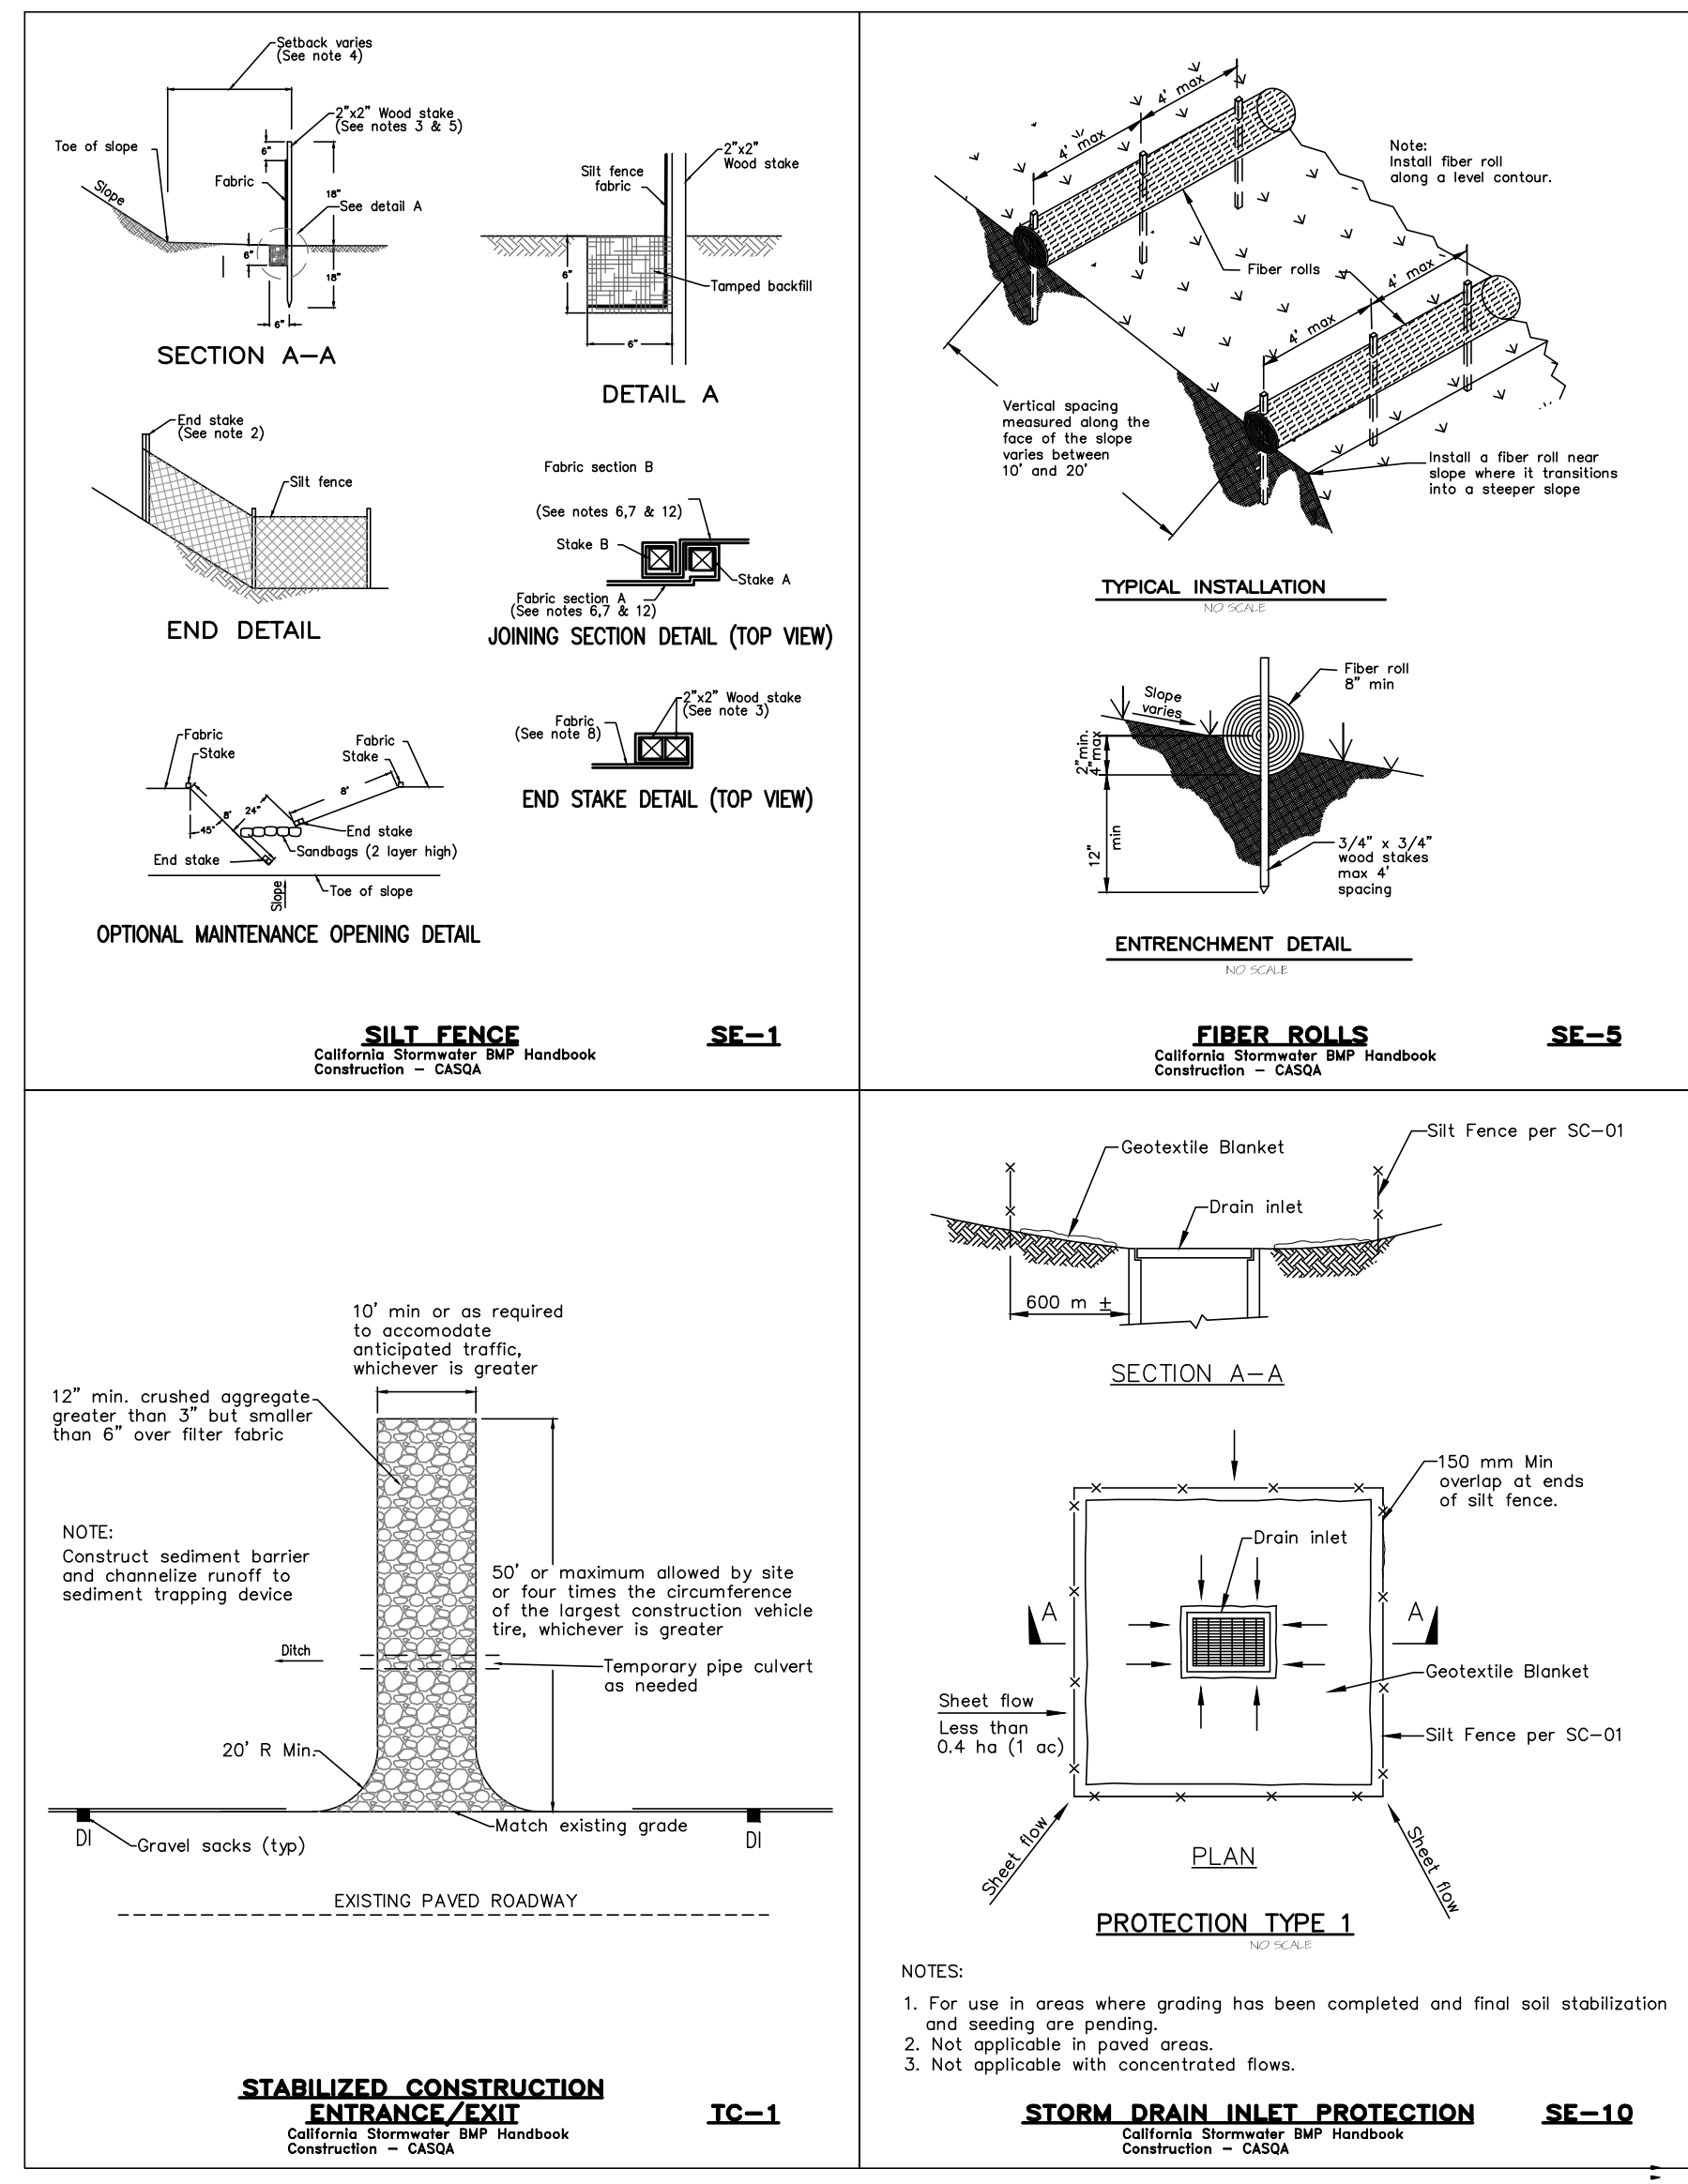 Setback varies
(See note 4)
2"x2" Wood stake
(See notes 3 & 5)
Toe of slope
6"
Slope
Fabric
18"
See detail A
6"
18"
6"
SECTION A-A
2"x2"
Wood stake
Silt fence
fabric
6"
Tamped backfill
6"
DETAIL A
End stake
(See note 2)
Silt fence
END DETAIL
Fabric section B
(See notes 6,7 & 12)
Stake B
Stake A
Fabric section A
(See notes 6,7 & 12)
JOINING SECTION DETAIL (TOP VIEW)
2"x2" Wood stake
(See note 3)
Fabric
(See note 8)
END STAKE DETAIL (TOP VIEW)
Fabric
Stake
Fabric
Stake
8'
24"
8'
45°
End stake
Sandbags (2 layer high)
End stake
Toe of slope
Slope
OPTIONAL MAINTENANCE OPENING DETAIL
SILT FENCE
SE-1
California Stormwater BMP Handbook
Construction - CASQA
4' max
4' max
Note:
Install fiber roll
along a level contour.
Fiber rolls
4' max
4' max
Vertical spacing
measured along the
face of the slope
varies between
10' and 20'
Install a fiber roll near
slope where it transitions
into a steeper slope
TYPICAL INSTALLATION
NO SCALE
Fiber roll
8" min
Slope
varies
2"min.
4"max
12"
min
3/4" x 3/4"
wood stakes
max 4'
spacing
ENTRENCHMENT DETAIL
NO SCALE
FIBER ROLLS
SE-5
California Stormwater BMP Handbook
Construction - CASQA
10' min or as required
to accomodate
anticipated traffic,
whichever is greater
12" min. crushed aggregate
greater than 3" but smaller
than 6" over filter fabric
NOTE:
Construct sediment barrier
and channelize runoff to
sediment trapping device
50' or maximum allowed by site
or four times the circumference
of the largest construction vehicle
tire, whichever is greater
Ditch
Temporary pipe culvert
as needed
20' R Min.
Match existing grade
DI
Gravel sacks (typ)
DI
EXISTING PAVED ROADWAY
STABILIZED CONSTRUCTION
ENTRANCE/EXIT
TC-1
California Stormwater BMP Handbook
Construction - CASQA
Silt Fence per SC-01
Geotextile Blanket
Drain inlet
600 m ±
SECTION A-A
150 mm Min
overlap at ends
of silt fence.
Drain inlet
A
A
Geotextile Blanket
Sheet flow
Less than
0.4 ha (1 ac)
Silt Fence per SC-01
Sheet flow
Sheet flow
PLAN
PROTECTION TYPE 1
NO SCALE
NOTES:
1. For use in areas where grading has been completed and final soil stabilization
and seeding are pending.
2. Not applicable in paved areas.
3. Not applicable with concentrated flows.
STORM DRAIN INLET PROTECTION
SE-10
California Stormwater BMP Handbook
Construction - CASQA